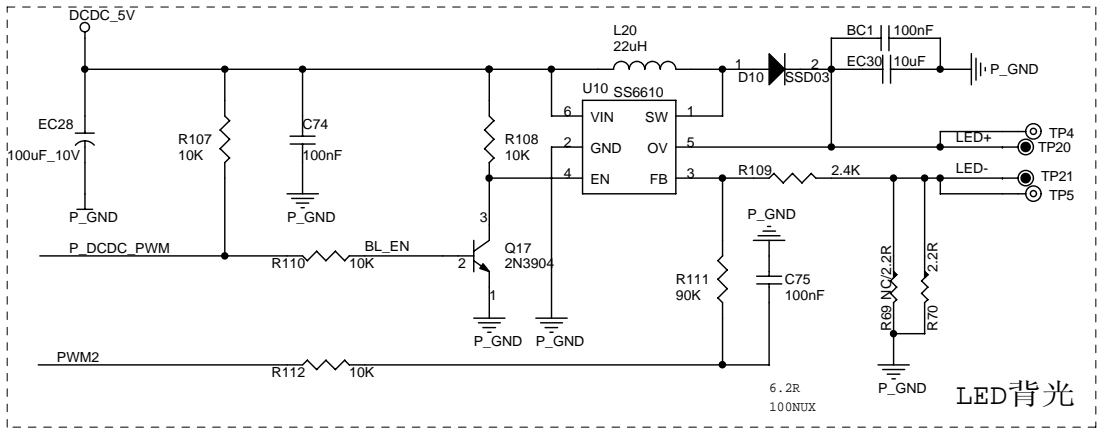 DCDC_5V
L20
22uH
BC1
100nF
EC30
10uF
P_GND
1
D10
2
SSD03
U10
SS6610
6
VIN
SW
1
2
GND
OV
5
4
EN
FB
3
EC28
100uF_10V
R107
10K
C74
100nF
R108
10K
LED+
TP4
TP20
LED-
TP21
TP5
R109
2.4K
P_GND
P_GND
P_DCDC_PWM
R110
10K
BL_EN
3
2
1
Q17
2N3904
P_GND
P_GND
P_GND
R111
90K
C75
100nF
R69 NC/2.2R
R70
2.2R
P_GND
PWM2
R112
10K
6.2R
100NUX
LED背光